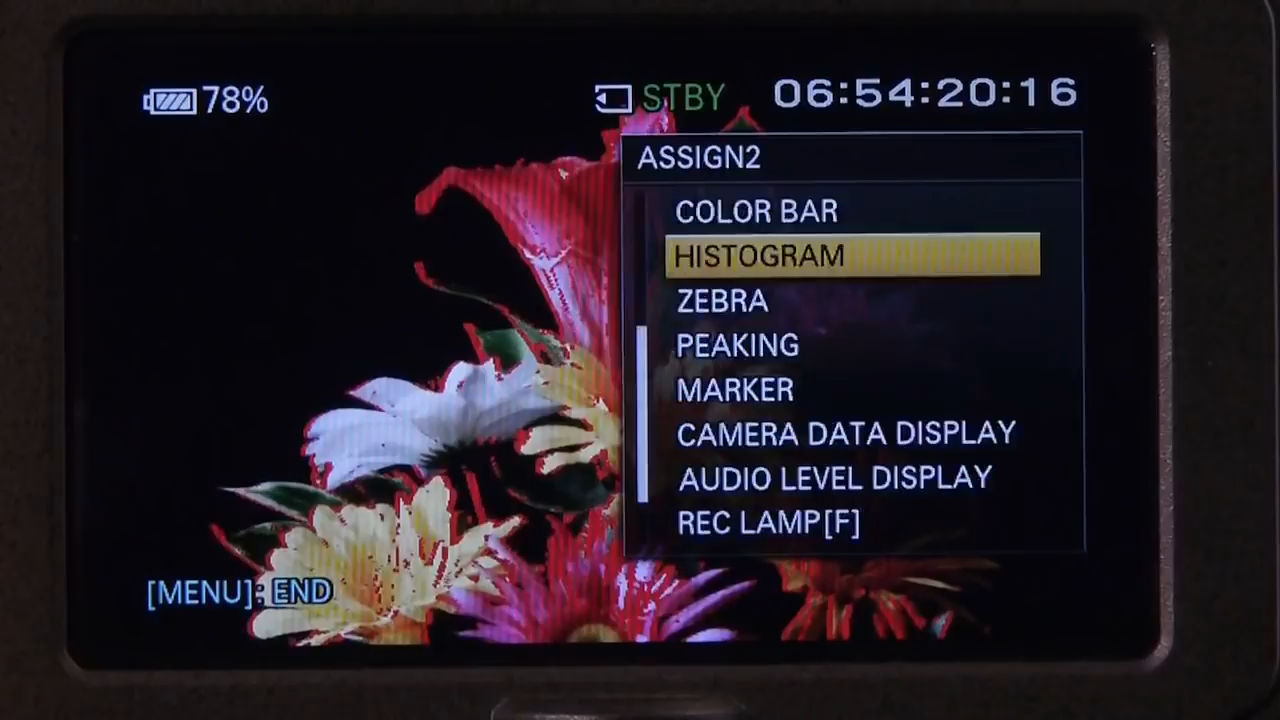 78%
STBY 06:54:20:16
ASSIGN2
COLOR BAR
HISTOGRAM
ZEBRA
PEAKING
MARKER
CAMERA DATA DISPLAY
AUDIO LEVEL DISPLAY
REC LAMP[F]
[MENU]: END